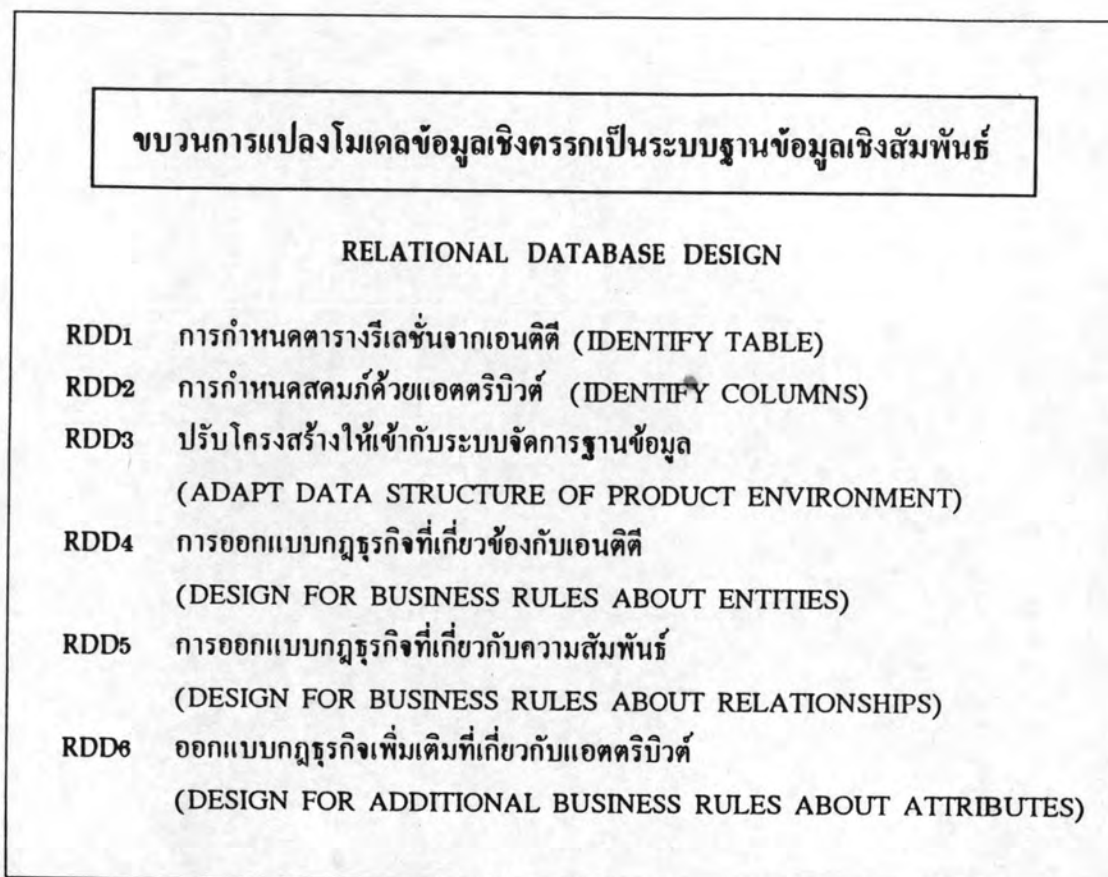 ขบวนการแปลงโมเดลข้อมูลเชิงตรรกเป็นระบบฐานข้อมูลเชิงสัมพันธ์
RELATIONAL DATABASE DESIGN
RDD1 การกำหนดตารางรีเลชั่นจากเอนติตี (IDENTIFY TABLE)
RDD2 การกำหนดสดมภ์ด้วยแอตตริบิวต์ (IDENTIFY COLUMNS)
RDD3 ปรับโครงสร้างให้เข้ากับระบบจัดการฐานข้อมูล
(ADAPT DATA STRUCTURE OF PRODUCT ENVIRONMENT)
RDD4 การออกแบบกฎธุรกิจที่เกี่ยวข้องกับเอนติตี
(DESIGN FOR BUSINESS RULES ABOUT ENTITIES)
RDD5 การออกแบบกฎธุรกิจที่เกี่ยวกับความสัมพันธ์
(DESIGN FOR BUSINESS RULES ABOUT RELATIONSHIPS)
RDD6 ออกแบบกฎธุรกิจเพิ่มเติมที่เกี่ยวกับแอตตริบิวต์
(DESIGN FOR ADDITIONAL BUSINESS RULES ABOUT ATTRIBUTES)